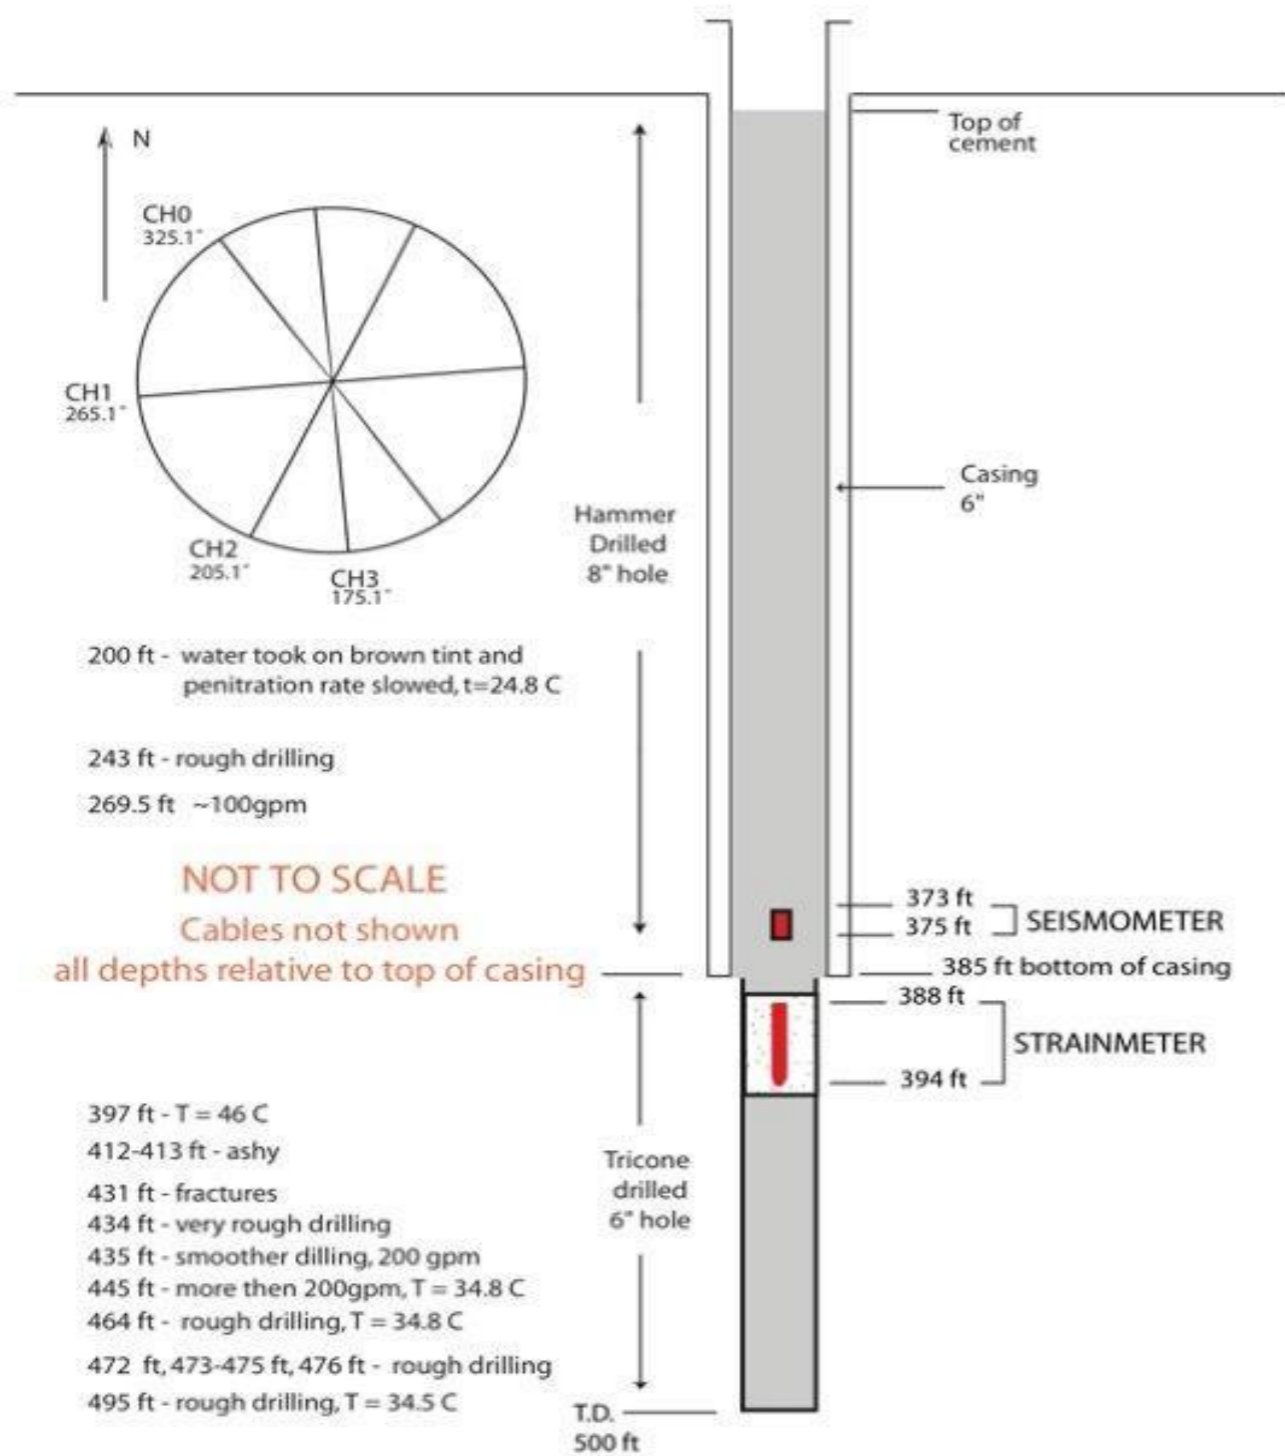 Top of
cement
N
CH0
325.1°
CH1
265.1°
CH2
205.1°
CH3
175.1°
Casing
6"
Hammer
Drilled
8" hole
200 ft - water took on brown tint and
penitration rate slowed, t=24.8 C
243 ft - rough drilling
269.5 ft ~100gpm
NOT TO SCALE
Cables not shown
all depths relative to top of casing
373 ft
375 ft
SEISMOMETER
385 ft bottom of casing
388 ft
STRAINMETER
394 ft
397 ft - T = 46 C
412-413 ft - ashy
431 ft - fractures
434 ft - very rough drilling
435 ft - smoother dilling, 200 gpm
445 ft - more then 200gpm, T = 34.8 C
464 ft - rough drilling, T = 34.8 C
472 ft, 473-475 ft, 476 ft - rough drilling
495 ft - rough drilling, T = 34.5 C
Tricone
drilled
6" hole
T.D.
500 ft